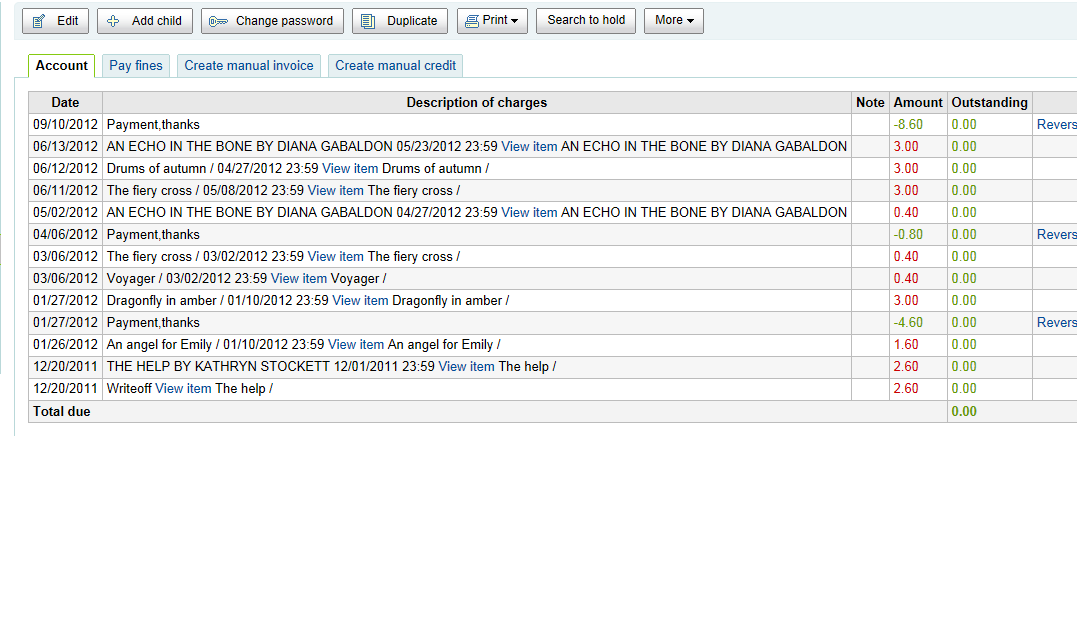 Edit Add child Change password Duplicate Print Search to hold More
Account Pay fines Create manual invoice Create manual credit
Date Description of charges Note Amount Outstanding
09/10/2012 Payment,thanks -8.60 0.00 Revers
06/13/2012 AN ECHO IN THE BONE BY DIANA GABALDON 05/23/2012 23:59 View item AN ECHO IN THE BONE BY DIANA GABALDON 3.00 0.00
06/12/2012 Drums of autumn / 04/27/2012 23:59 View item Drums of autumn / 3.00 0.00
06/11/2012 The fiery cross / 05/08/2012 23:59 View item The fiery cross / 3.00 0.00
05/02/2012 AN ECHO IN THE BONE BY DIANA GABALDON 04/27/2012 23:59 View item AN ECHO IN THE BONE BY DIANA GABALDON 0.40 0.00
04/06/2012 Payment,thanks -0.80 0.00 Revers
03/06/2012 The fiery cross / 03/02/2012 23:59 View item The fiery cross / 0.40 0.00
03/06/2012 Voyager / 03/02/2012 23:59 View item Voyager / 0.40 0.00
01/27/2012 Dragonfly in amber / 01/10/2012 23:59 View item Dragonfly in amber / 3.00 0.00
01/27/2012 Payment,thanks -4.60 0.00 Revers
01/26/2012 An angel for Emily / 01/10/2012 23:59 View item An angel for Emily / 1.60 0.00
12/20/2011 THE HELP BY KATHRYN STOCKETT 12/01/2011 23:59 View item The help / 2.60 0.00
12/20/2011 Writeoff View item The help / 2.60 0.00
Total due 0.00